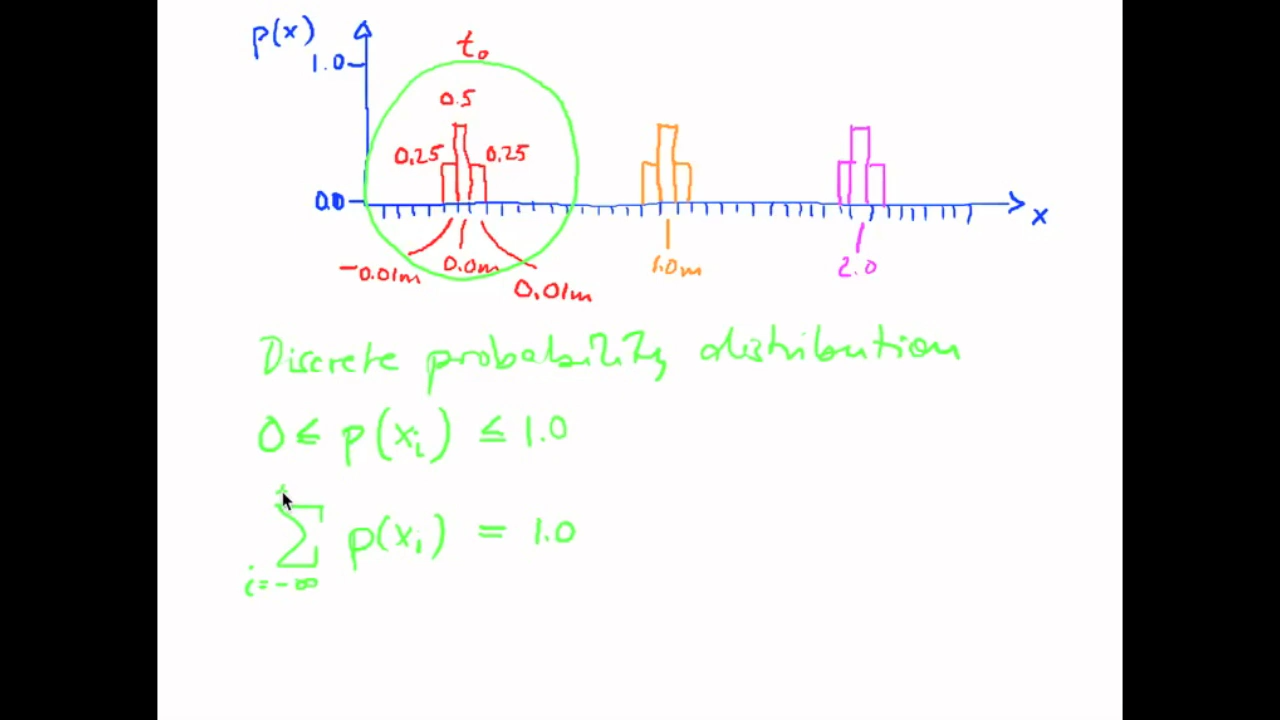 p(x)
t₀
1.0
0.5
0.25
0.25
0.0
x
-0.01m
0.0m
0.01m
1.0m
2.0
Discrete probability distribution
0 ≤ p(xᵢ) ≤ 1.0
∑ p(xᵢ) = 1.0
i=-∞